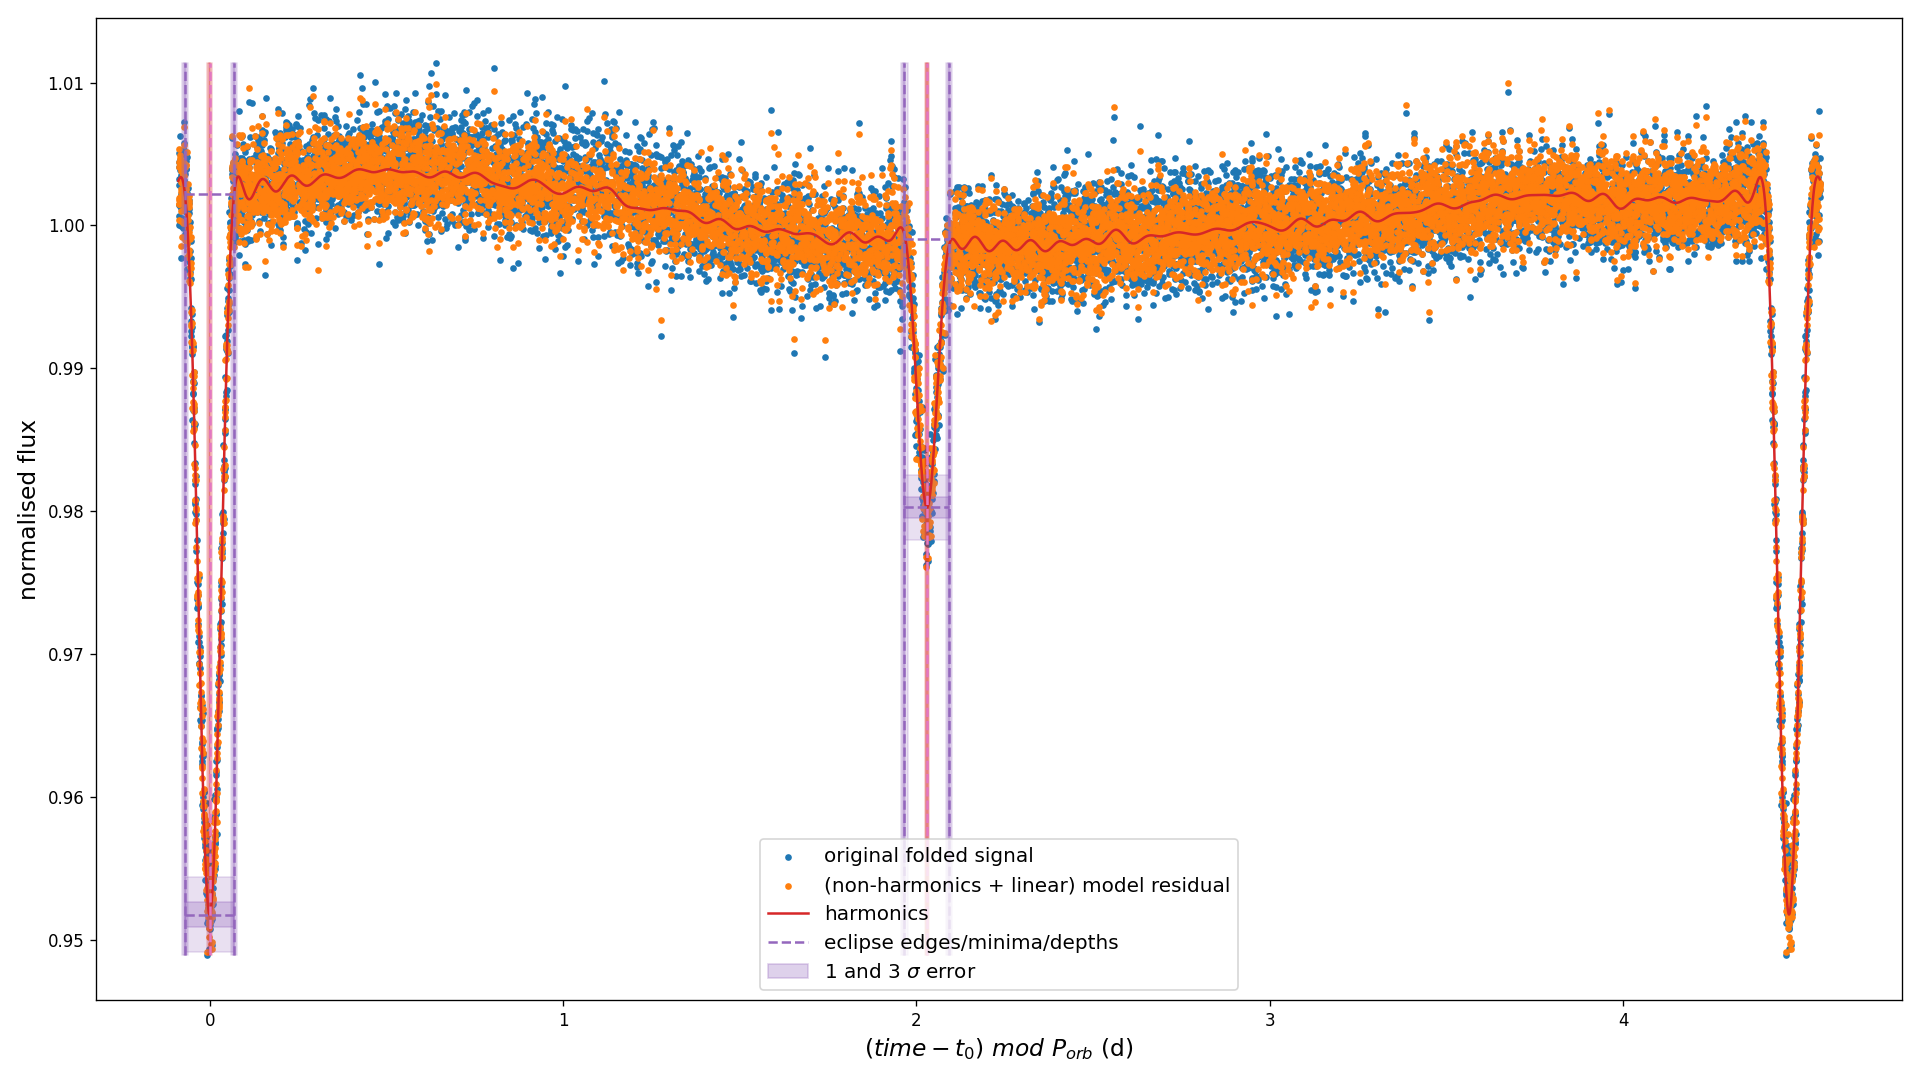 1.01
1.00
0.99
0.98
0.97
0.96
0.95
normalised flux
original folded signal
(non-harmonics + linear) model residual
harmonics
eclipse edges/minima/depths
1 and 3 σ error
0 1 2 3 4
(time − t₀) mod Pₒᵣb (d)